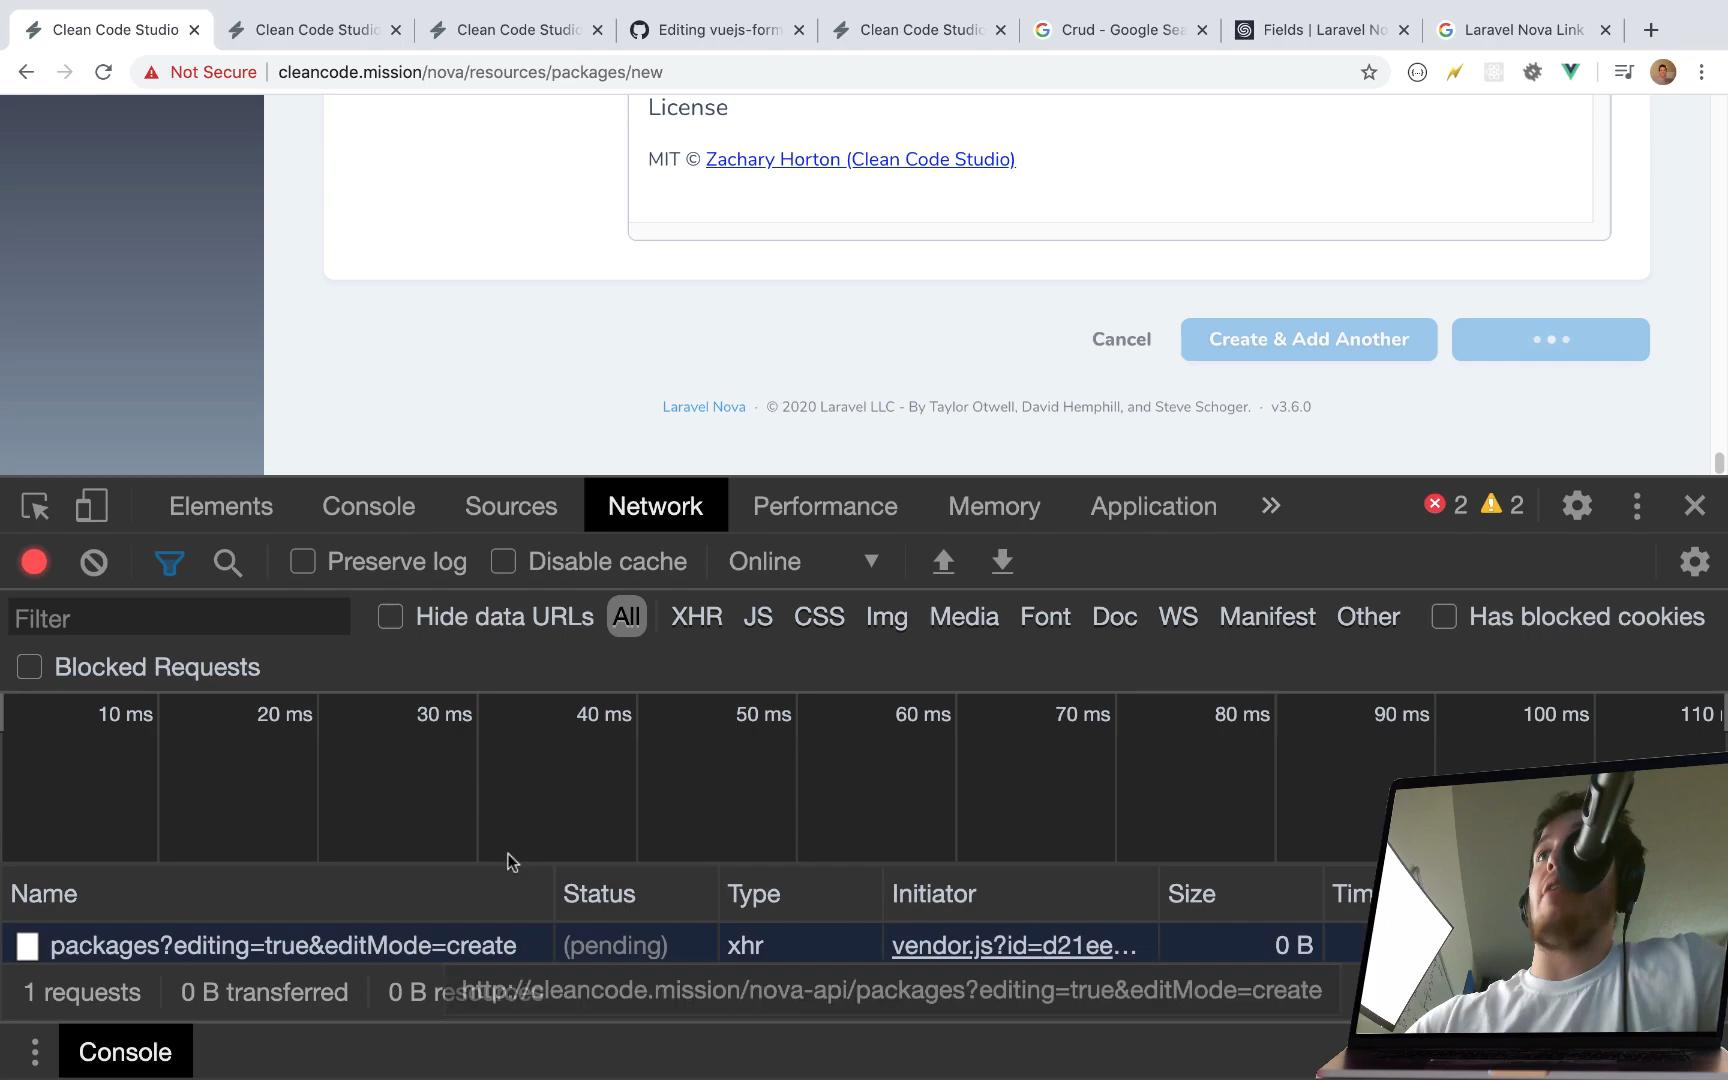 Clean Code Studio
Clean Code Studio
Clean Code Studio
Editing vuejs-form
Clean Code Studio
Crud - Google Sea
Fields | Laravel No
Laravel Nova Link
Not Secure
cleancode.mission/nova/resources/packages/new
License
MIT © Zachary Horton (Clean Code Studio)
Cancel
Create & Add Another
Laravel Nova · © 2020 Laravel LLC - By Taylor Otwell, David Hemphill, and Steve Schoger. · v3.6.0
Elements
Console
Sources
Network
Performance
Memory
Application
2
2
Preserve log
Disable cache
Online
Filter
Hide data URLs
All
XHR
JS
CSS
Img
Media
Font
Doc
WS
Manifest
Other
Has blocked cookies
Blocked Requests
10 ms
20 ms
30 ms
40 ms
50 ms
60 ms
70 ms
80 ms
90 ms
100 ms
110
Name
Status
Type
Initiator
Size
Tim
packages?editing=true&editMode=create
(pending)
xhr
vendor.js?id=d21ee...
0 B
1 requests
0 B transferred
0 B resources
http://cleancode.mission/nova-api/packages?editing=true&editMode=create
Console